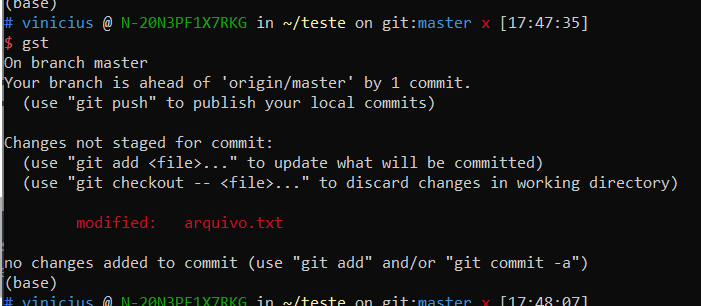 (base)
# vinicius @ N-20N3PF1X7RKG in ~/teste on git:master x [17:47:35]
$ gst
On branch master
Your branch is ahead of 'origin/master' by 1 commit.
  (use "git push" to publish your local commits)

Changes not staged for commit:
  (use "git add <file>..." to update what will be committed)
  (use "git checkout -- <file>..." to discard changes in working directory)

        modified:   arquivo.txt

no changes added to commit (use "git add" and/or "git commit -a")
(base)
# vinicius @ N-20N3PF1X7RKG in ~/teste on git:master x [17:48:07]